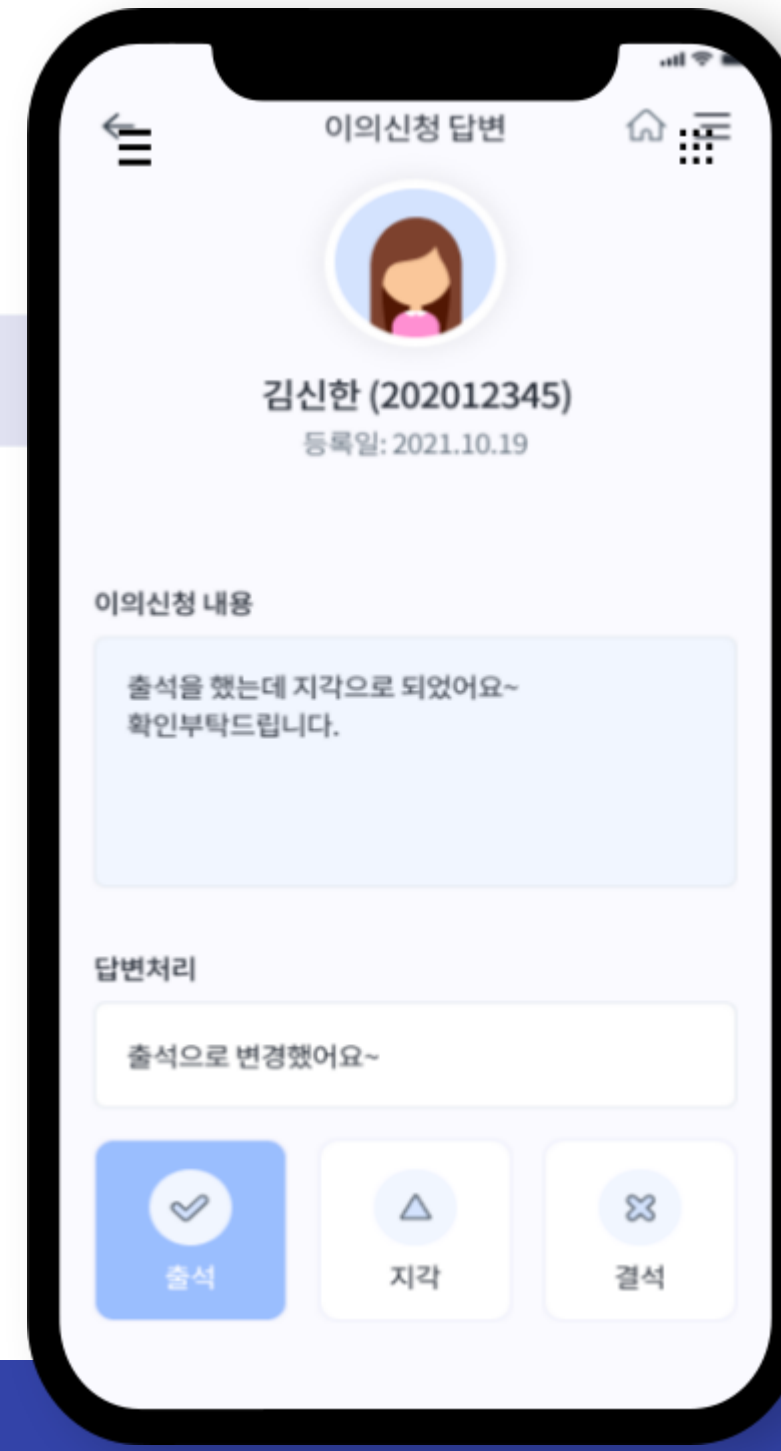 이의신청 답변
김신한 (202012345)
등록일: 2021.10.19
이의신청 내용
출석을 했는데 지각으로 되었어요~
확인부탁드립니다.
답변처리
출석으로 변경했어요~
출석
지각
결석